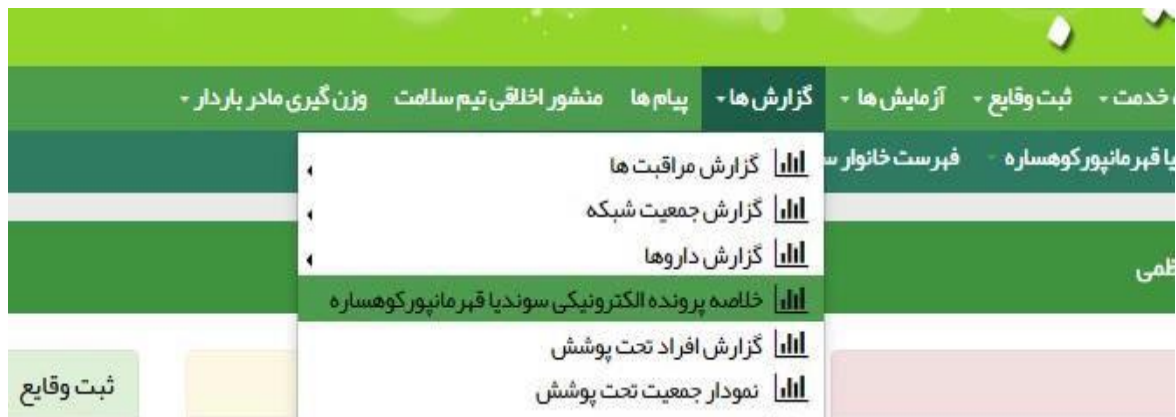 خدمت ثبت وقایع آزمایش ها گزارش ها پیام ها منشور اخلاقی تیم سلامت وزن گیری مادر باردار
قهرمانپور کوهساره فهرست خانوار
گزارش مراقبت ها
گزارش جمعیت شبکه
گزارش داروها
خلاصه پرونده الکترونیکی سوندیا قهرمانپور کوهساره
گزارش افراد تحت پوشش
نمودار جمعیت تحت پوشش
ثبت وقایع